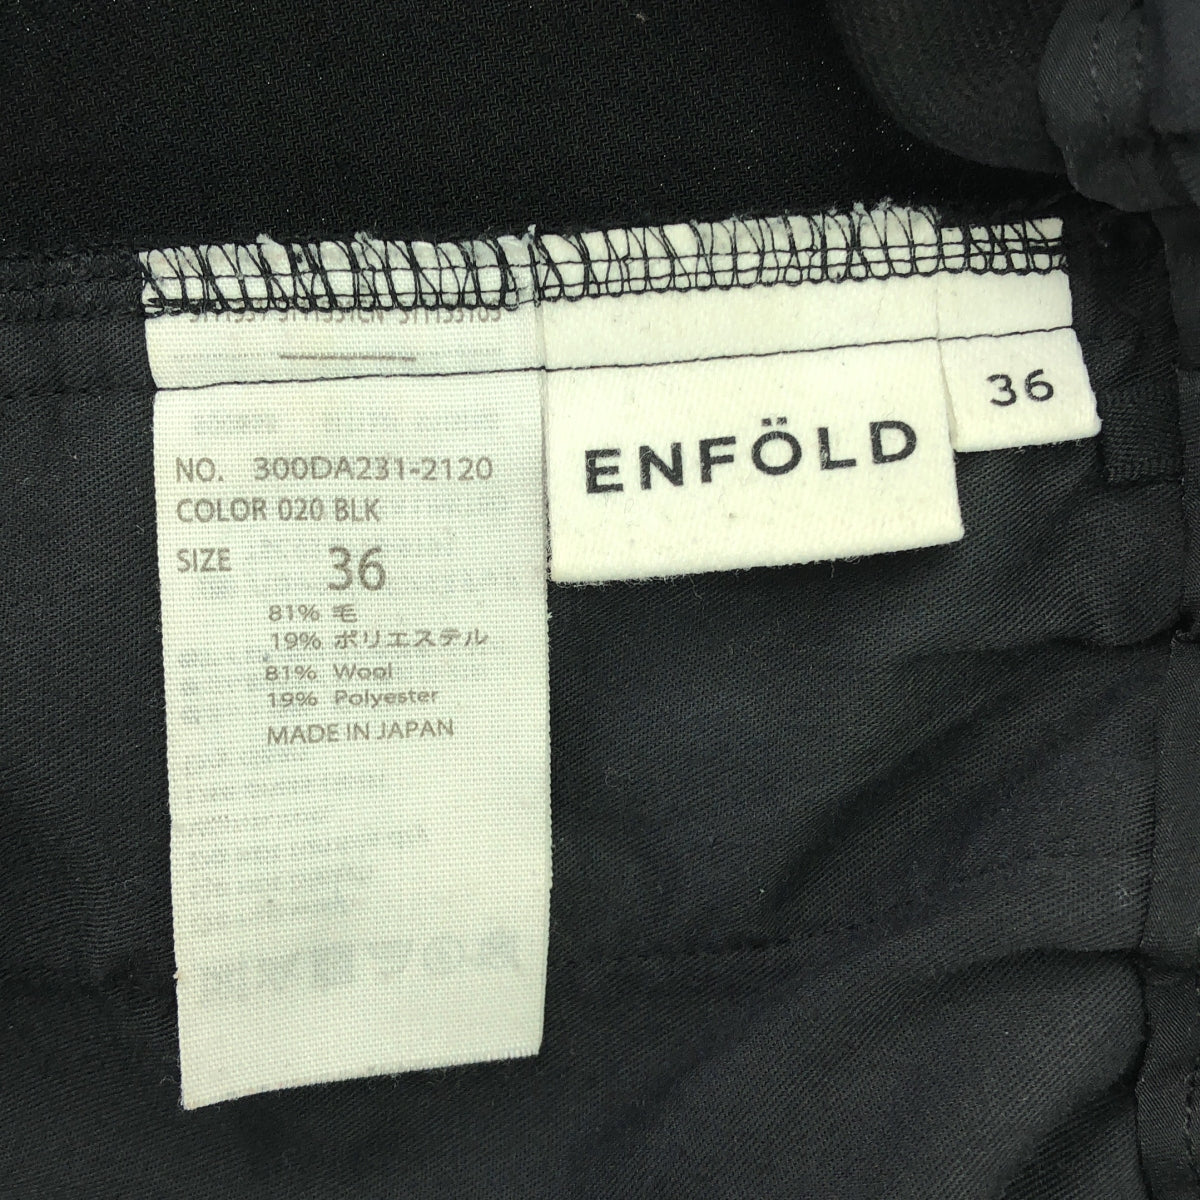 NO. 300DA231-2120
COLOR 020 BLK
SIZE 36
81% 毛
19% ポリエステル
81% Wool
19% Polyester
MADE IN JAPAN
ENFÖLD
36